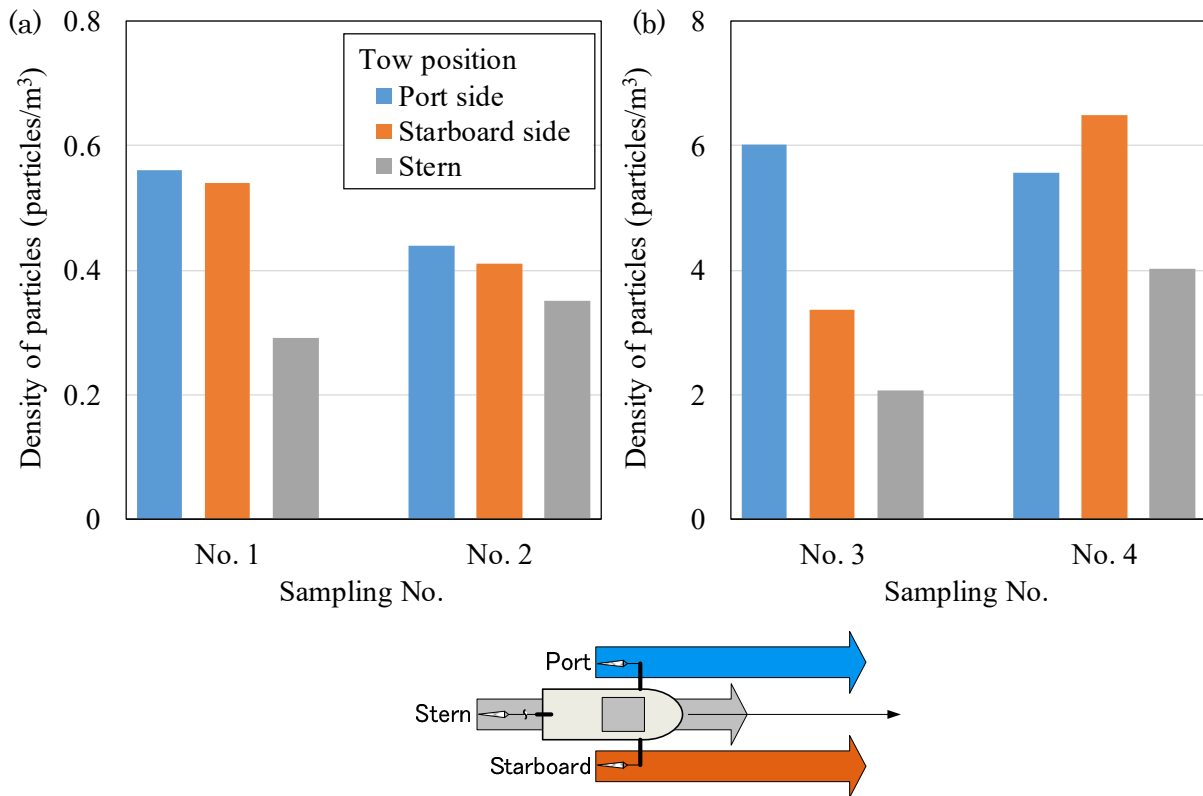 (a)
Density of particles (particles/m³)
0.8
0.6
0.4
0.2
0
Tow position
Port side
Starboard side
Stern
No. 1
No. 2
Sampling No.
(b)
Density of particles (particles/m³)
8
6
4
2
0
No. 3
No. 4
Sampling No.
Port
Stern
Starboard